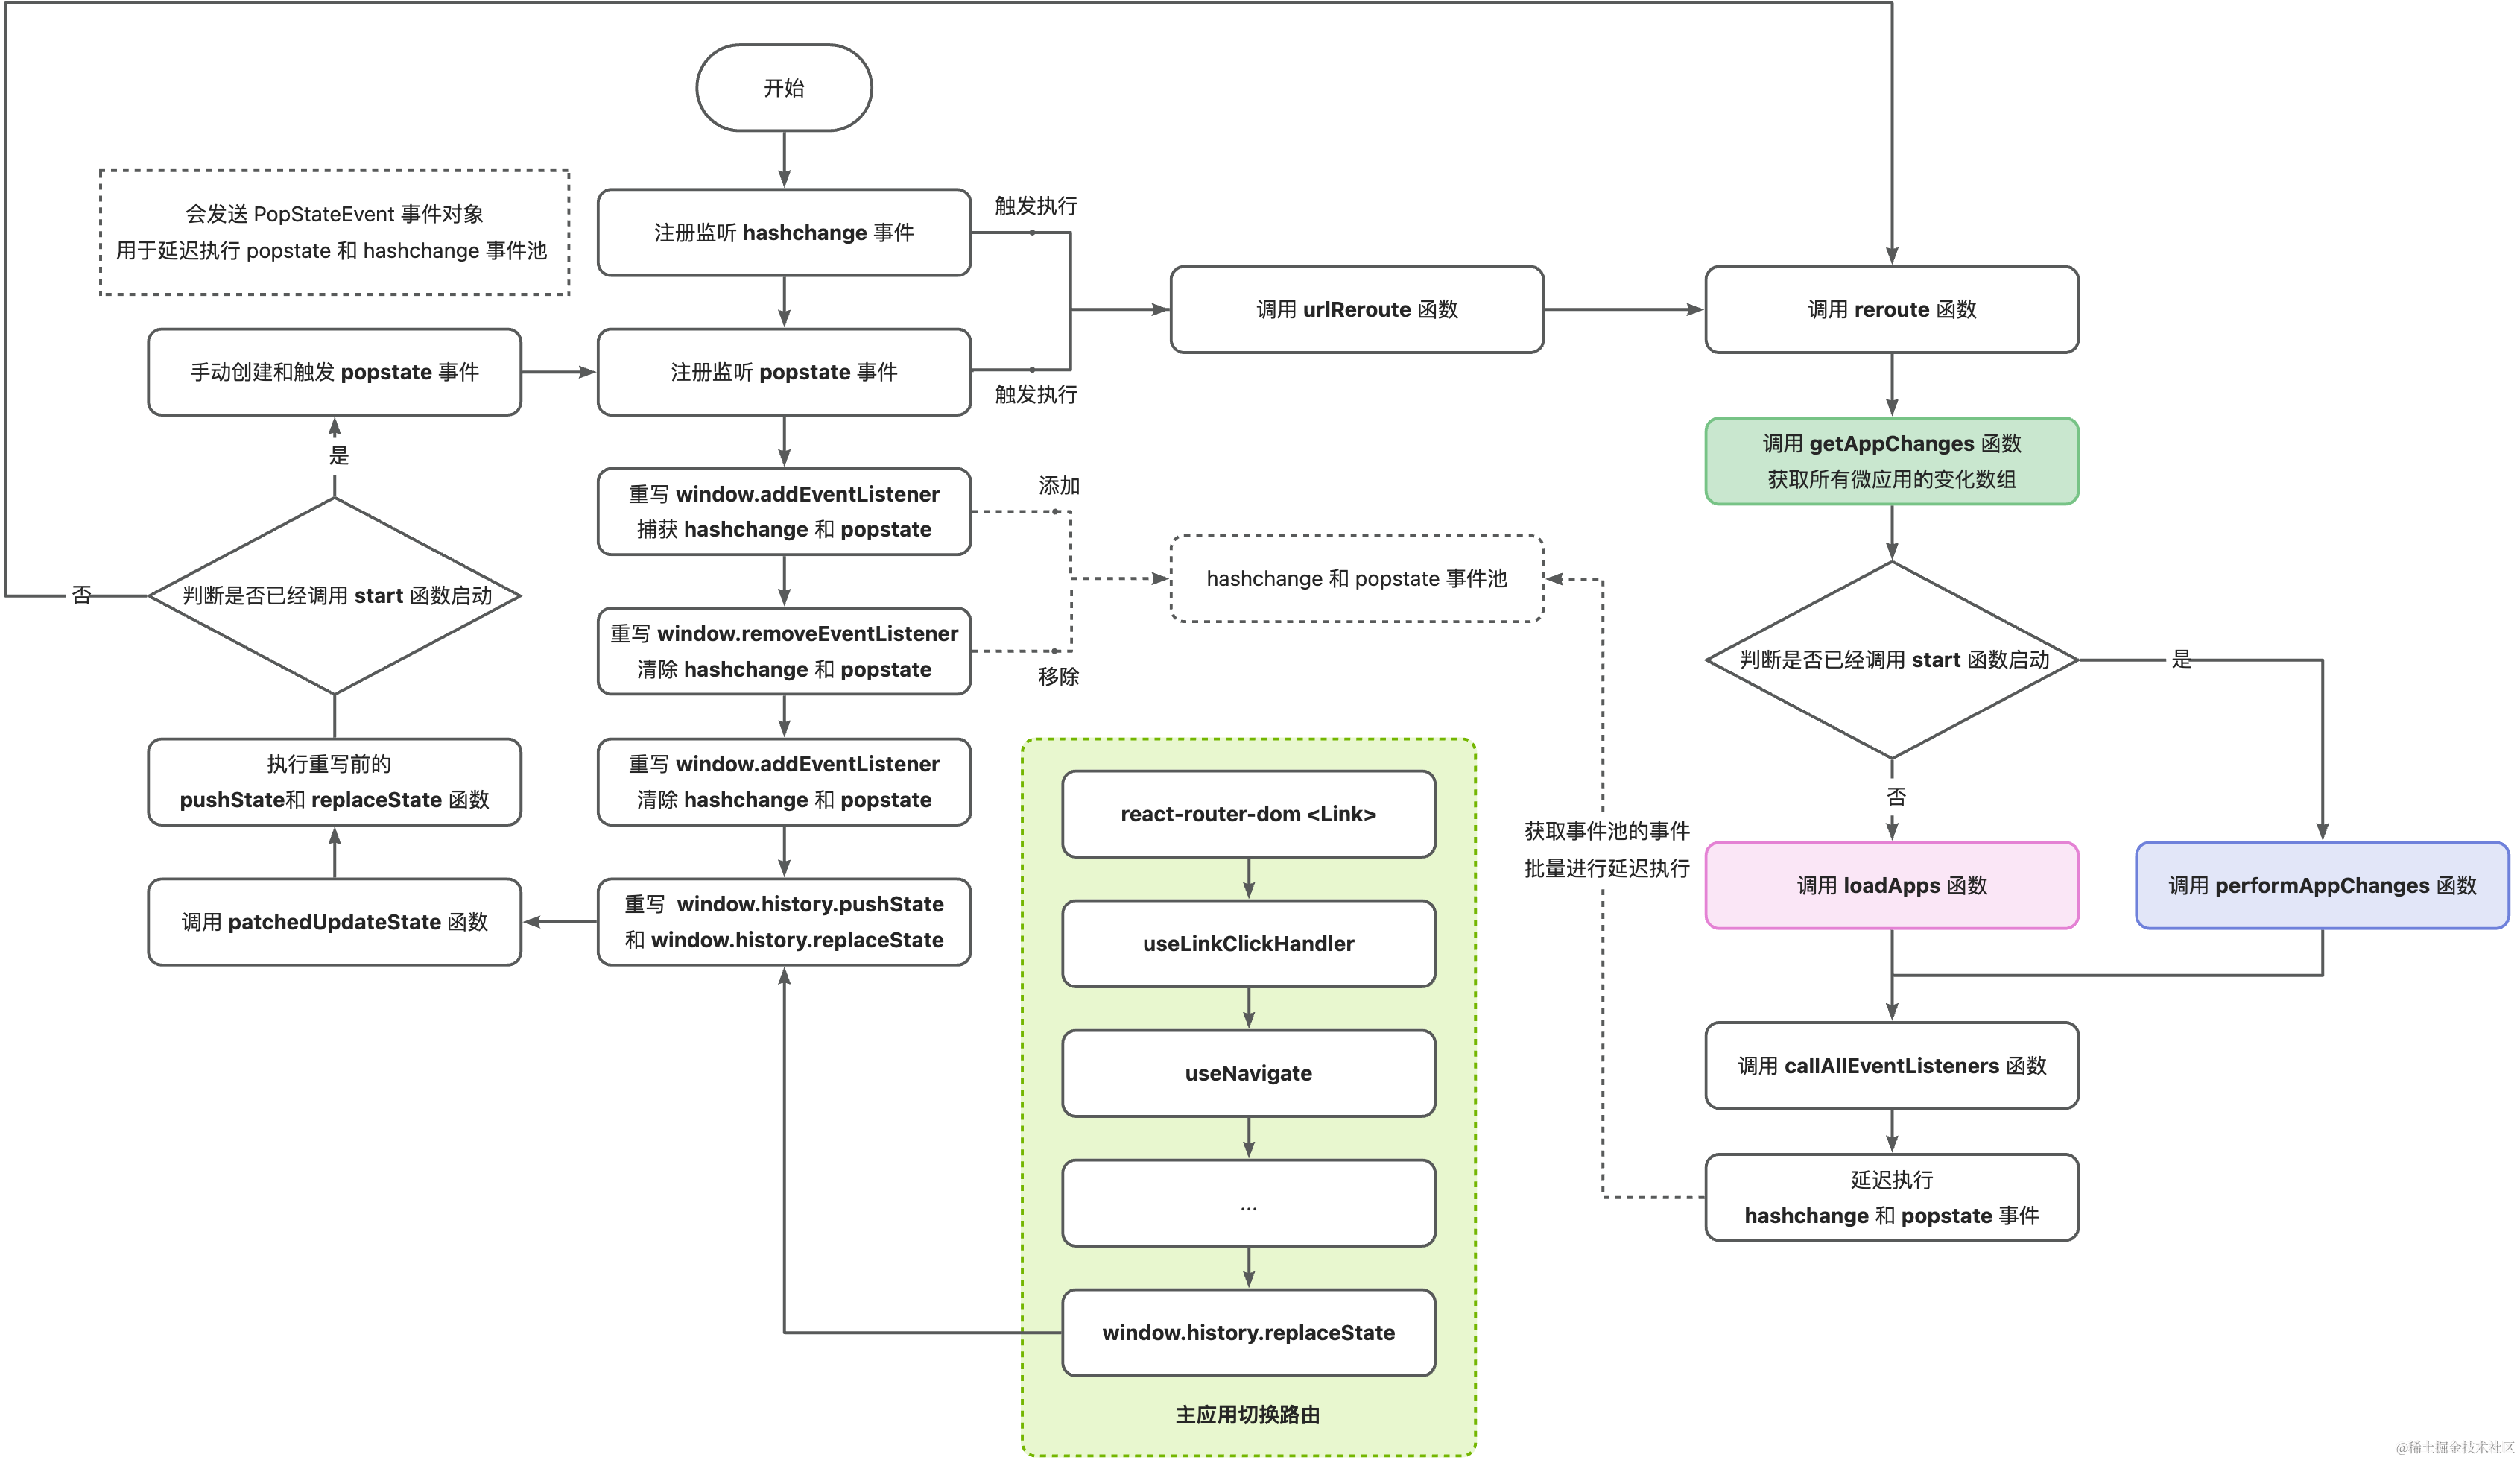 开始
会发送 PopStateEvent 事件对象
用于延迟执行 popstate 和 hashchange 事件池
注册监听 hashchange 事件
触发执行
手动创建和触发 popstate 事件
注册监听 popstate 事件
触发执行
调用 urlReroute 函数
调用 reroute 函数
调用 getAppChanges 函数
获取所有微应用的变化数组
是
重写 window.addEventListener
捕获 hashchange 和 popstate
添加
hashchange 和 popstate 事件池
否
判断是否已经调用 start 函数启动
重写 window.removeEventListener
清除 hashchange 和 popstate
移除
判断是否已经调用 start 函数启动
是
执行重写前的
pushState和 replaceState 函数
重写 window.addEventListener
清除 hashchange 和 popstate
否
获取事件池的事件
批量进行延迟执行
调用 loadApps 函数
调用 performAppChanges 函数
调用 patchedUpdateState 函数
重写 window.history.pushState
和 window.history.replaceState
react-router-dom <Link>
useLinkClickHandler
useNavigate
...
window.history.replaceState
主应用切换路由
调用 callAllEventListeners 函数
延迟执行
hashchange 和 popstate 事件
@稀土掘金技术社区